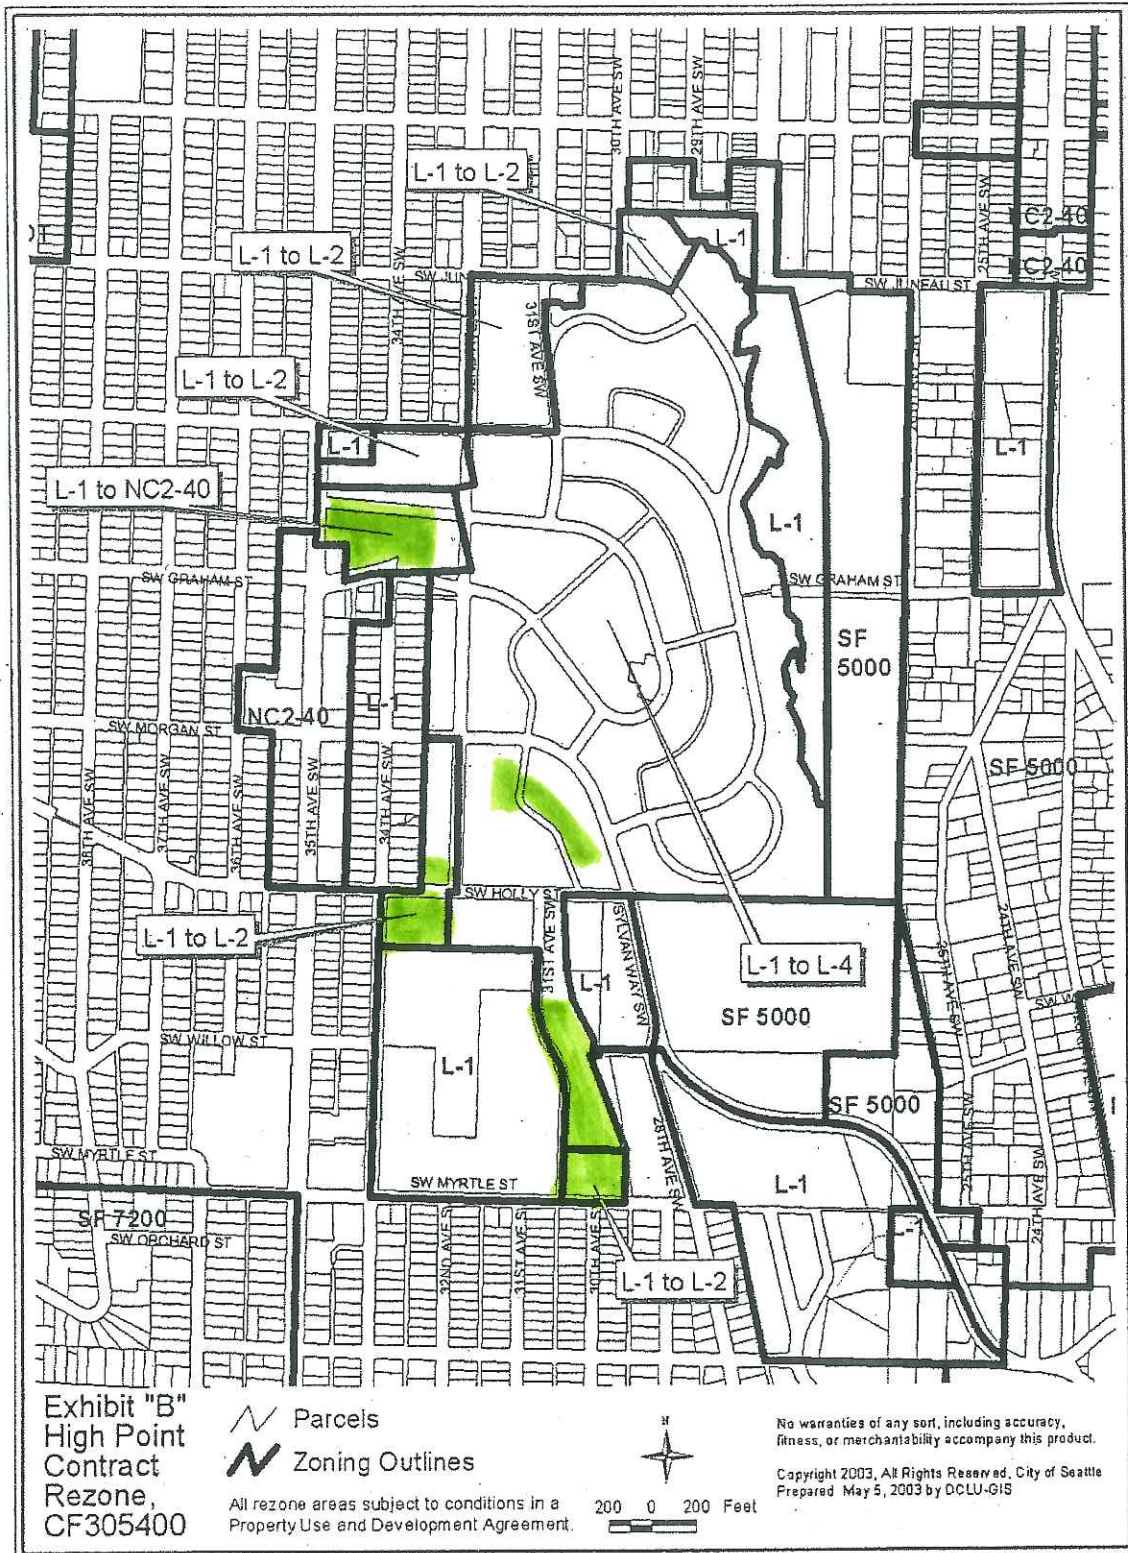 30TH AVE SW
29TH AVE SW
L-1 to L-2
25TH AVE SW
C2-40
L-1
L-1 to L-2
34TH AVE SW
SW JUN
SW JUNEAU ST
C2-40
31ST AVE SW
L-1 to L-2
L-1
L-1
L-1 to NC2-40
L-1
SW GRAHAM ST
SW GRAHAM ST
SF
5000
L-1
NC2-40
SW MORGAN ST
SF 5000
38TH AVE SW
37TH AVE SW
36TH AVE SW
35TH AVE SW
34TH AVE SW
SW HOLLY ST
31ST AVE SW
SYLVAN WAY SW
24TH AVE SW
25TH AVE SW
L-1 to L-2
L-1 to L-4
L-1
SF 5000
SW W
SW WILLOW ST
L-1
SF 5000
28TH AVE SW
25TH AVE SW
SW MYRTLE ST
SW MYRTLE ST
L-1
24TH AVE SW
SF 7200
SW ORCHARD ST
32ND AVE S
31ST AVE S
30TH AVE S
L-1 to L-2
Exhibit "B"
High Point
Contract
Rezone,
CF305400
Parcels
Zoning Outlines
All rezone areas subject to conditions in a
Property Use and Development Agreement.
N
200 0 200 Feet
No warranties of any sort, including accuracy,
fitness, or merchantability accompany this product.
Copyright 2003, All Rights Reserved, City of Seattle
Prepared May 5, 2003 by DCLU-GIS